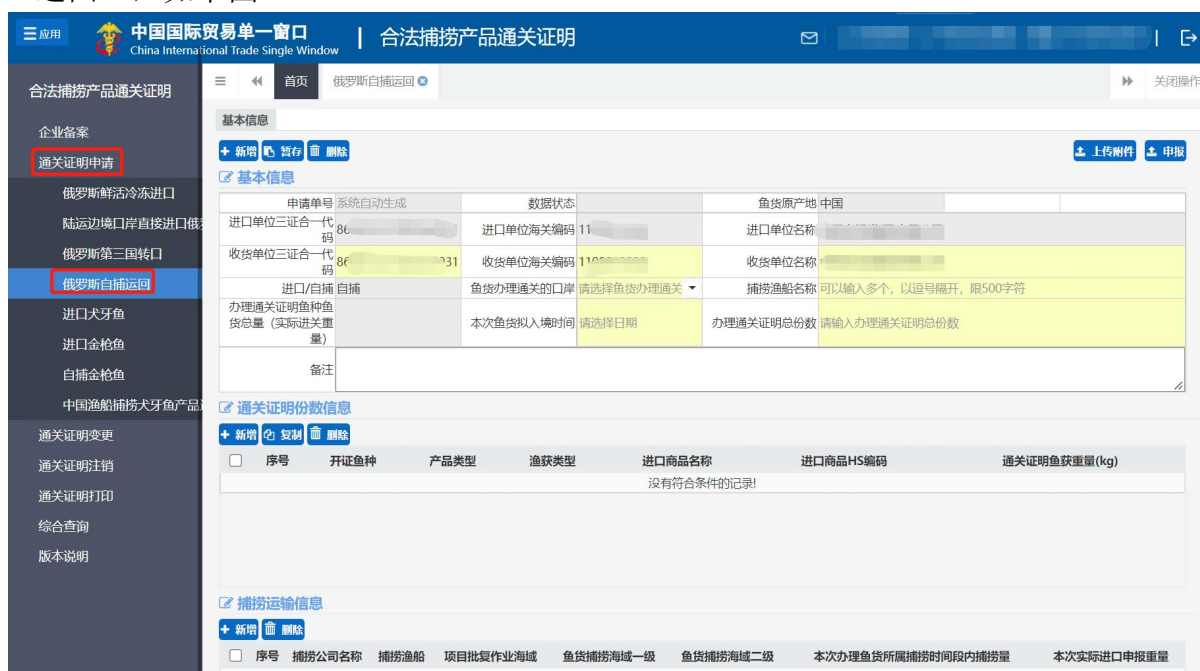 应用
中国国际贸易单一窗口
China International Trade Single Window
合法捕捞产品通关证明
合法捕捞产品通关证明
企业备案
通关证明申请
俄罗斯鲜活冷冻进口
陆运边境口岸直接进口俄
俄罗斯第三国转口
俄罗斯自捕运回
进口犬牙鱼
进口金枪鱼
自捕金枪鱼
中国渔船捕捞犬牙鱼产品
通关证明变更
通关证明注销
通关证明打印
综合查询
版本说明
首页 俄罗斯自捕运回 关闭操作
基本信息
新增 暂存 删除 上传附件 申报
基本信息
申请单号 系统自动生成 数据状态 鱼货原产地 中国
进口单位三证合一代码 86 进口单位海关编码 11 进口单位名称
收货单位三证合一代码 86 931 收货单位海关编码 收货单位名称
进口/自捕 自捕 鱼货办理通关的口岸 请选择鱼货办理通关 捕捞渔船名称 可以输入多个，以逗号隔开，限500字符
办理通关证明鱼种鱼货总量（实际进关重量） 本次鱼货拟入境时间 请选择日期 办理通关证明总份数 请输入办理通关证明总份数
备注
通关证明份数信息
新增 复制 删除
序号 开证鱼种 产品类型 渔获类型 进口商品名称 进口商品HS编码 通关证明鱼获重量(kg)
没有符合条件的记录!
捕捞运输信息
新增 删除
序号 捕捞公司名称 捕捞渔船 项目批复作业海域 鱼货捕捞海域一级 鱼货捕捞海域二级 本次办理鱼货所属捕捞时间段内捕捞量 本次实际进口申报重量